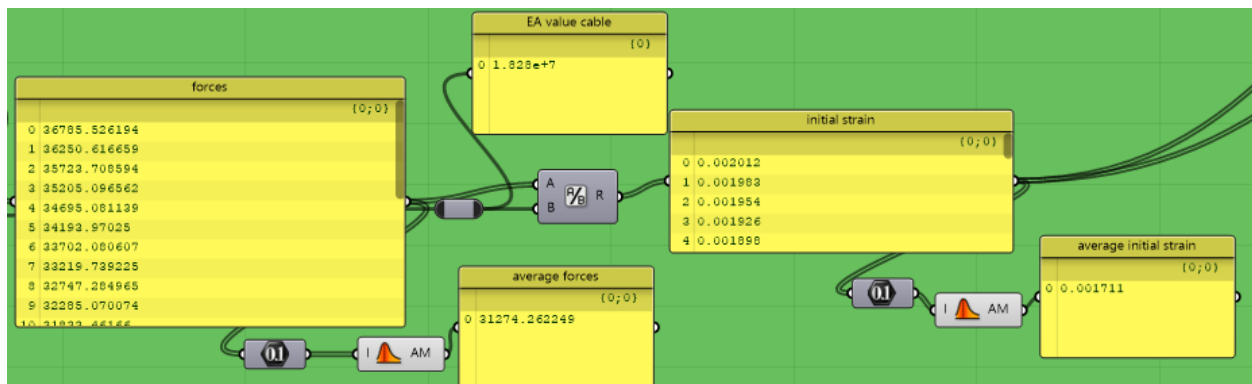 EA value cable
{0}
0 1.828e+7
forces
{0;0}
0 36785.526194
1 36250.616659
2 35723.708594
3 35205.096562
4 34695.081139
5 34193.97025
6 33702.080607
7 33219.739225
8 32747.284965
9 32285.070074
A
B
A/B
R
initial strain
{0;0}
0 0.002012
1 0.001983
2 0.001954
3 0.001926
4 0.001898
average forces
{0;0}
0 31274.262249
0.1
I AM
average initial strain
{0;0}
0 0.001711
0.1
I AM